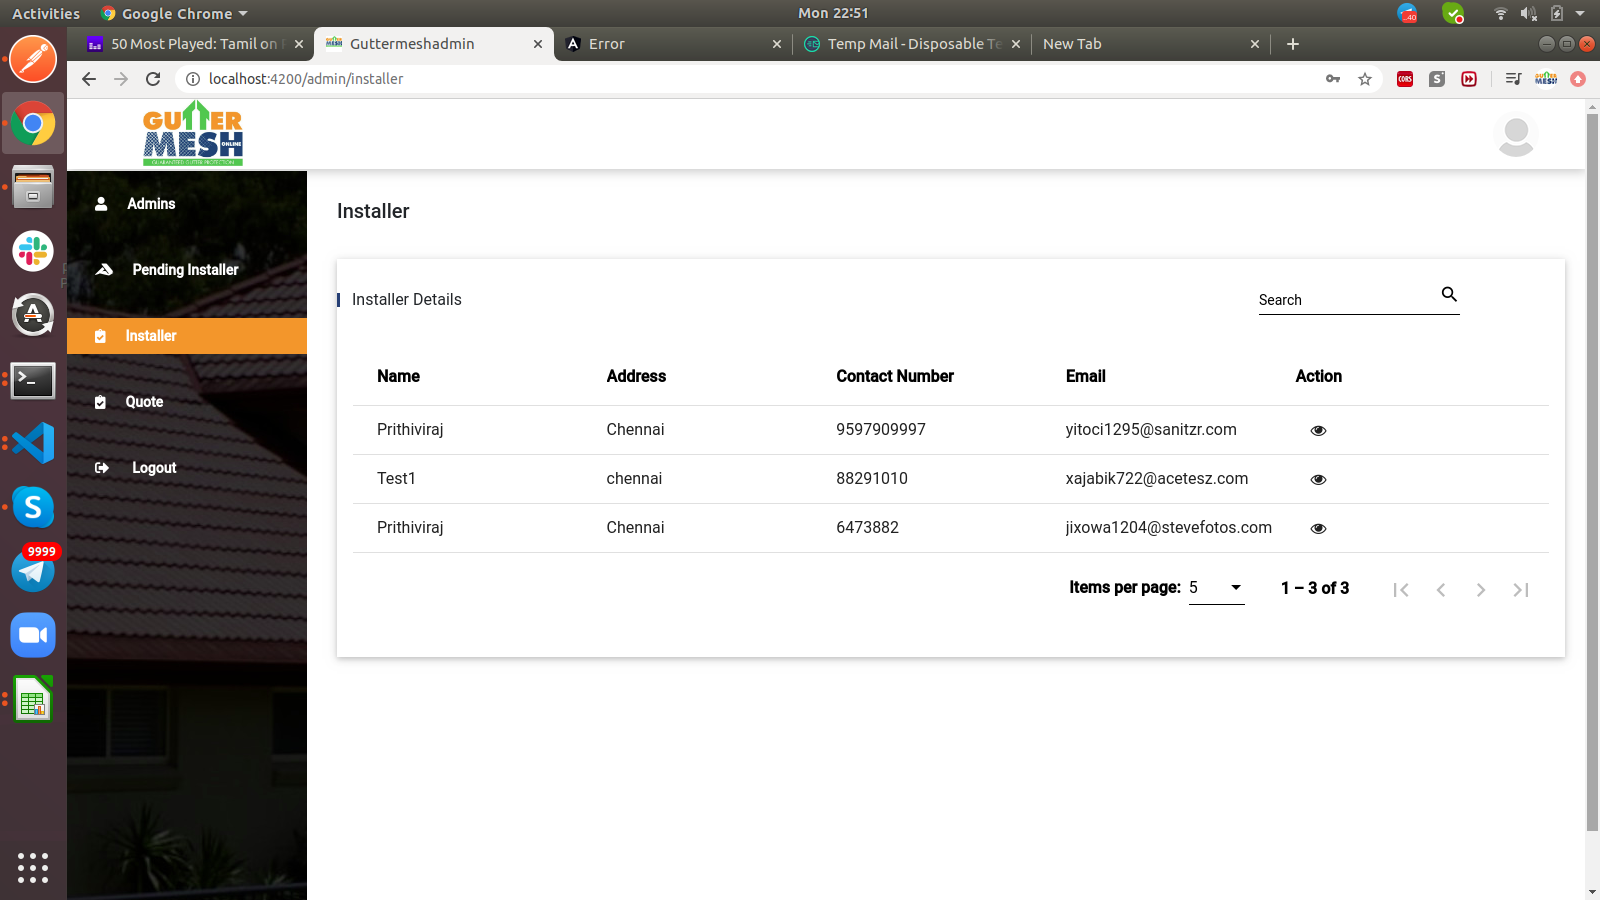 Activities Google Chrome Mon 22:51 40
50 Most Played: Tamil on Guttermeshadmin Error Temp Mail - Disposable Te New Tab
localhost:4200/admin/installer CORS S MESH
GUTTER
MESH ONLINE
GUARANTEED GUTTER PROTECTION
Admins
Pending Installer
Installer
Quote
Logout
Installer
Installer Details Search
Name Address Contact Number Email Action
Prithiviraj Chennai 9597909997 yitoci1295@sanitzr.com
Test1 chennai 88291010 xajabik722@acetesz.com
Prithiviraj Chennai 6473882 jixowa1204@stevefotos.com
Items per page: 5 1 – 3 of 3
9999